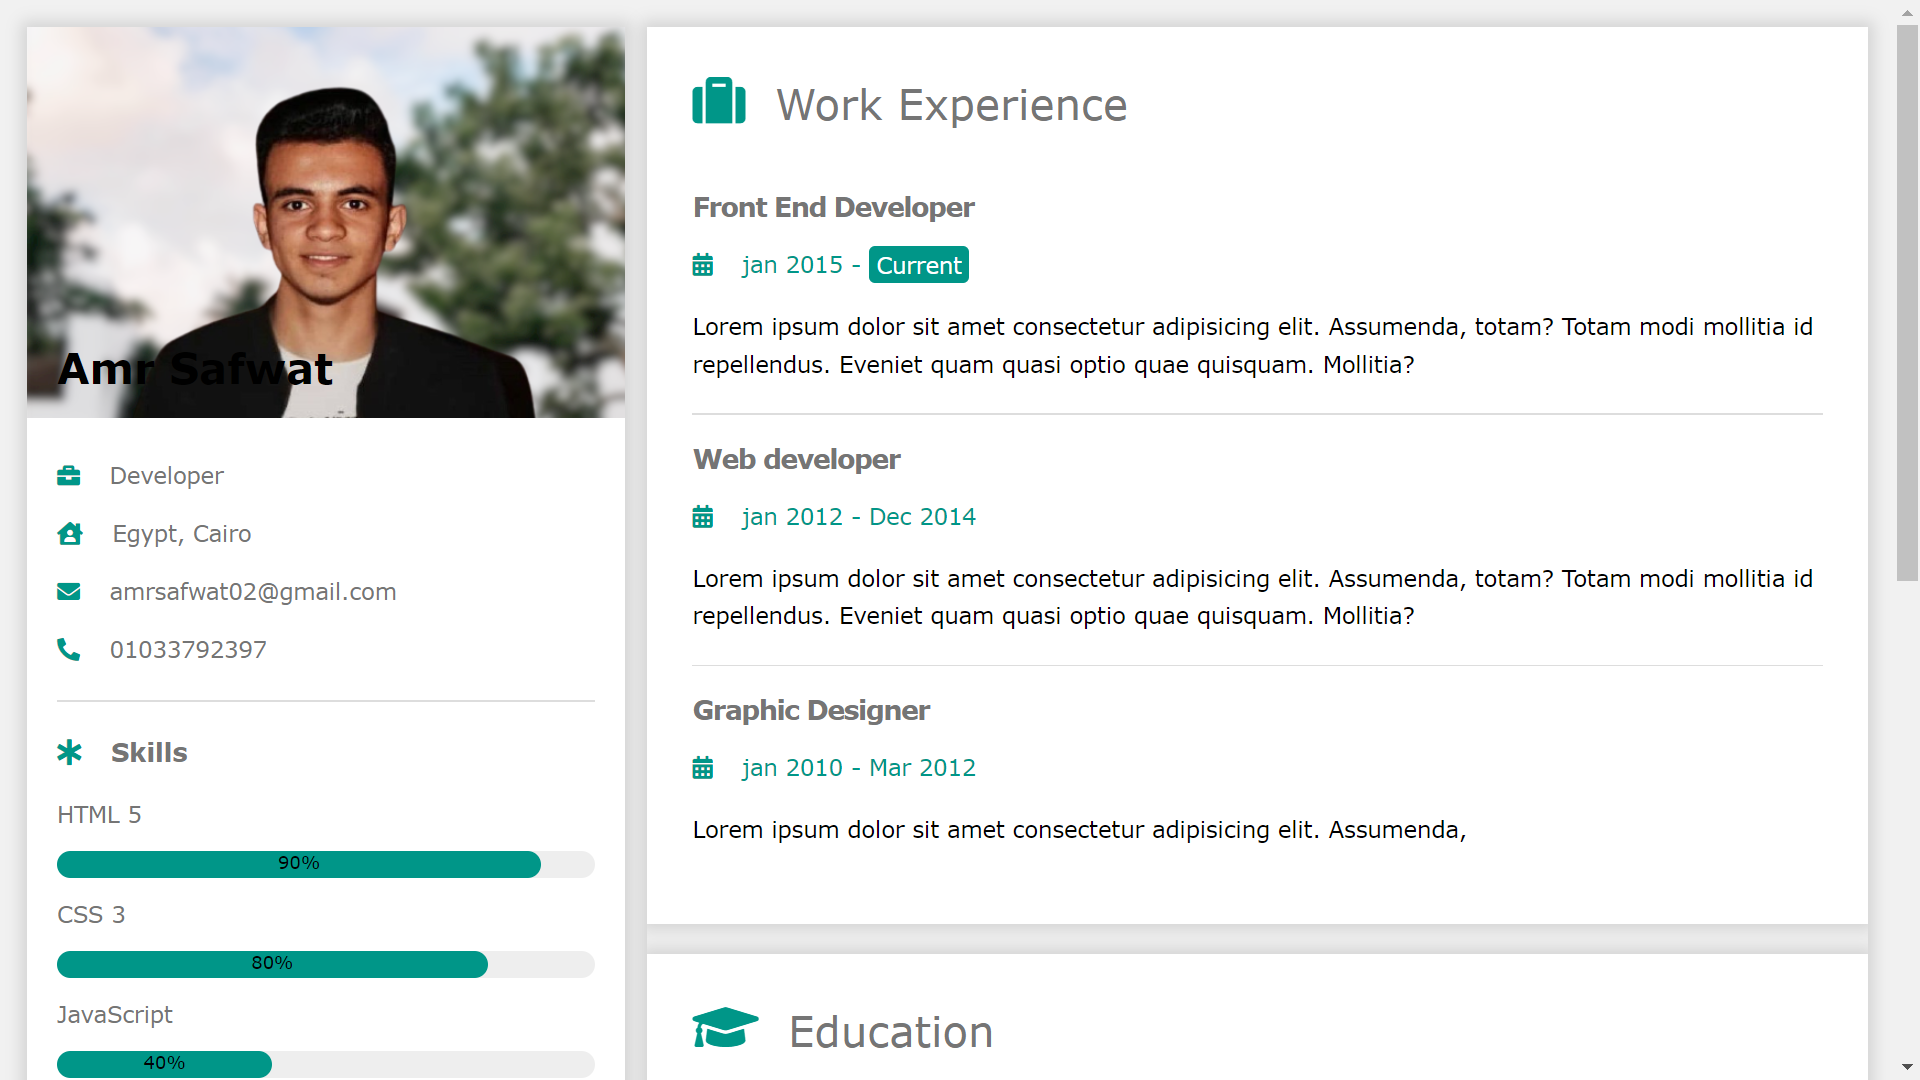 Amr Safwat
Developer
Egypt, Cairo
amrsafwat02@gmail.com
01033792397
Skills
HTML 5
90%
CSS 3
80%
JavaScript
40%
Work Experience
Front End Developer
jan 2015 - Current
Lorem ipsum dolor sit amet consectetur adipisicing elit. Assumenda, totam? Totam modi mollitia id
repellendus. Eveniet quam quasi optio quae quisquam. Mollitia?
Web developer
jan 2012 - Dec 2014
Lorem ipsum dolor sit amet consectetur adipisicing elit. Assumenda, totam? Totam modi mollitia id
repellendus. Eveniet quam quasi optio quae quisquam. Mollitia?
Graphic Designer
jan 2010 - Mar 2012
Lorem ipsum dolor sit amet consectetur adipisicing elit. Assumenda,
Education